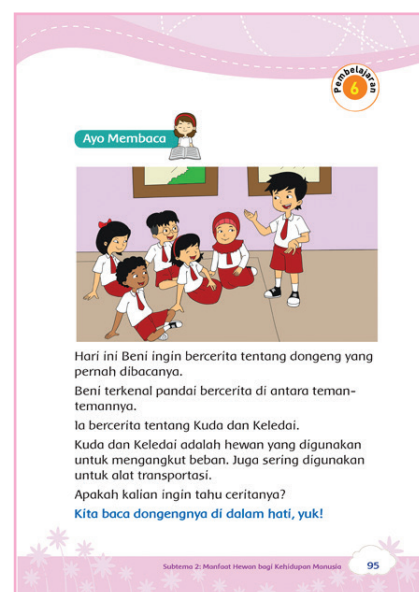 Pembelajaran
6
Ayo Membaca
Hari ini Beni ingin bercerita tentang dongeng yang
pernah dibacanya.
Beni terkenal pandai bercerita di antara teman-
temannya.
Ia bercerita tentang Kuda dan Keledai.
Kuda dan Keledai adalah hewan yang digunakan
untuk mengangkut beban. Juga sering digunakan
untuk alat transportasi.
Apakah kalian ingin tahu ceritanya?
Kita baca dongengnya di dalam hati, yuk!
Subtema 2: Manfaat Hewan bagi Kehidupan Manusia
95